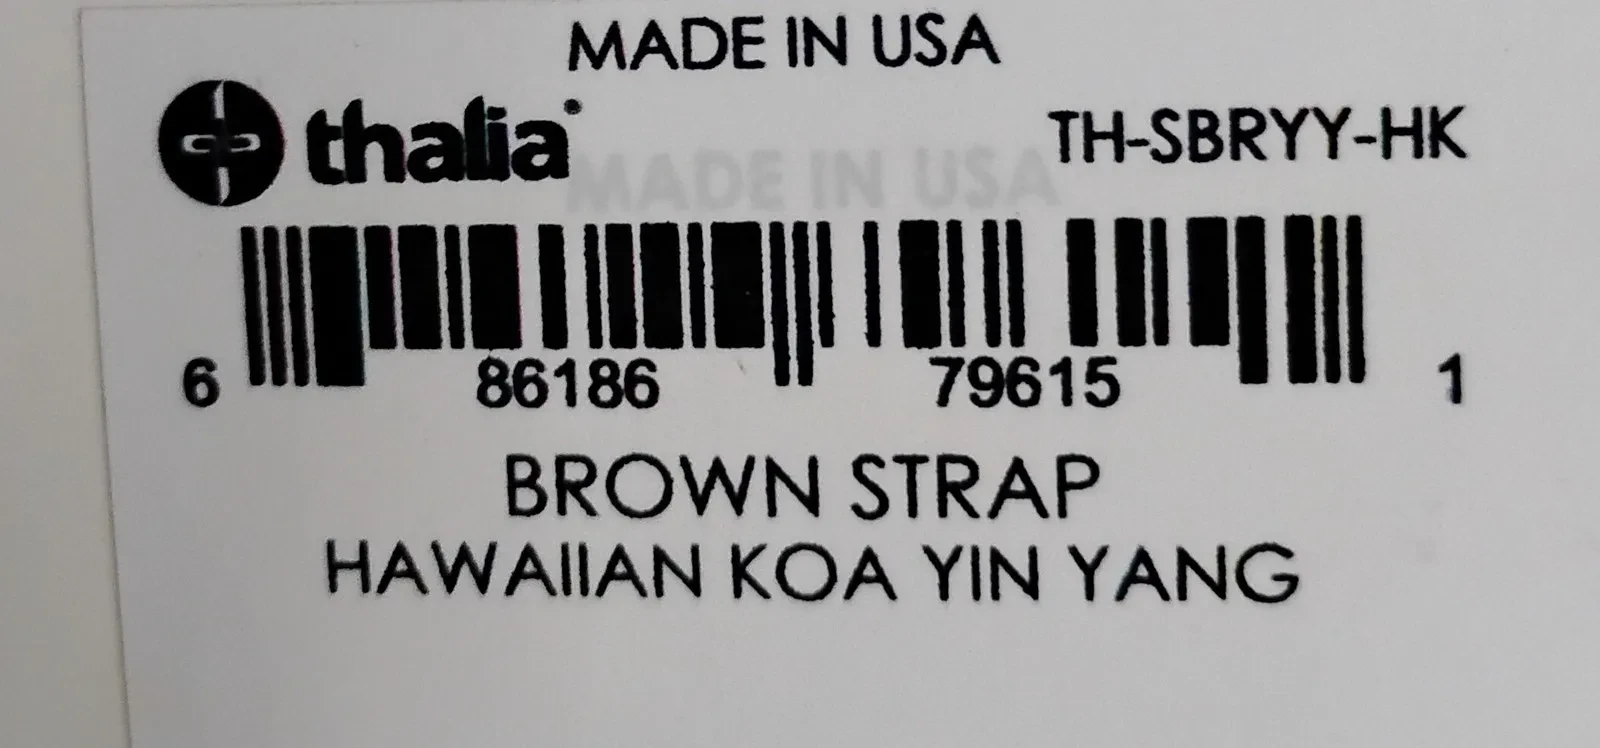 MADE IN USA
thalia
TH-SBRYY-HK
MADE IN USA
6 86186 79615 1
BROWN STRAP
HAWAIIAN KOA YIN YANG